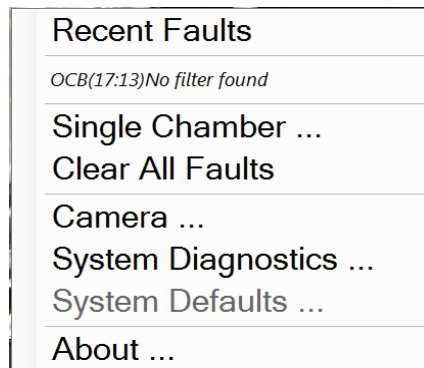 Recent Faults
OCB(17:13)No filter found
Single Chamber ...
Clear All Faults
Camera ...
System Diagnostics ...
System Defaults ...
About ...